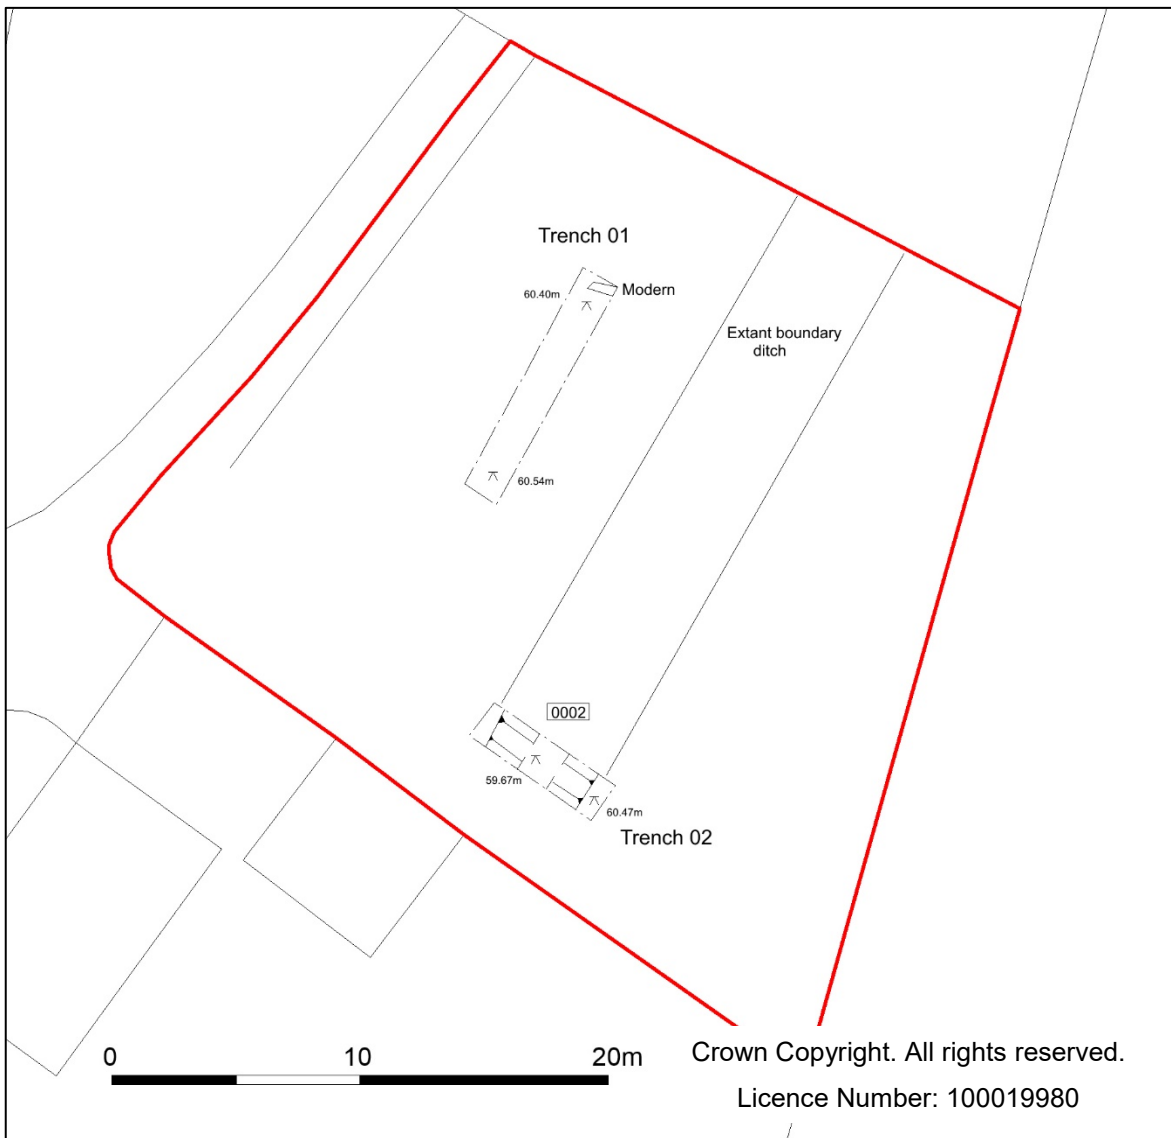 Trench 01
60.40m
Modern
Extant boundary
ditch
60.54m
0002
59.67m
60.47m
Trench 02
0 10 20m
Crown Copyright. All rights reserved.
Licence Number: 100019980